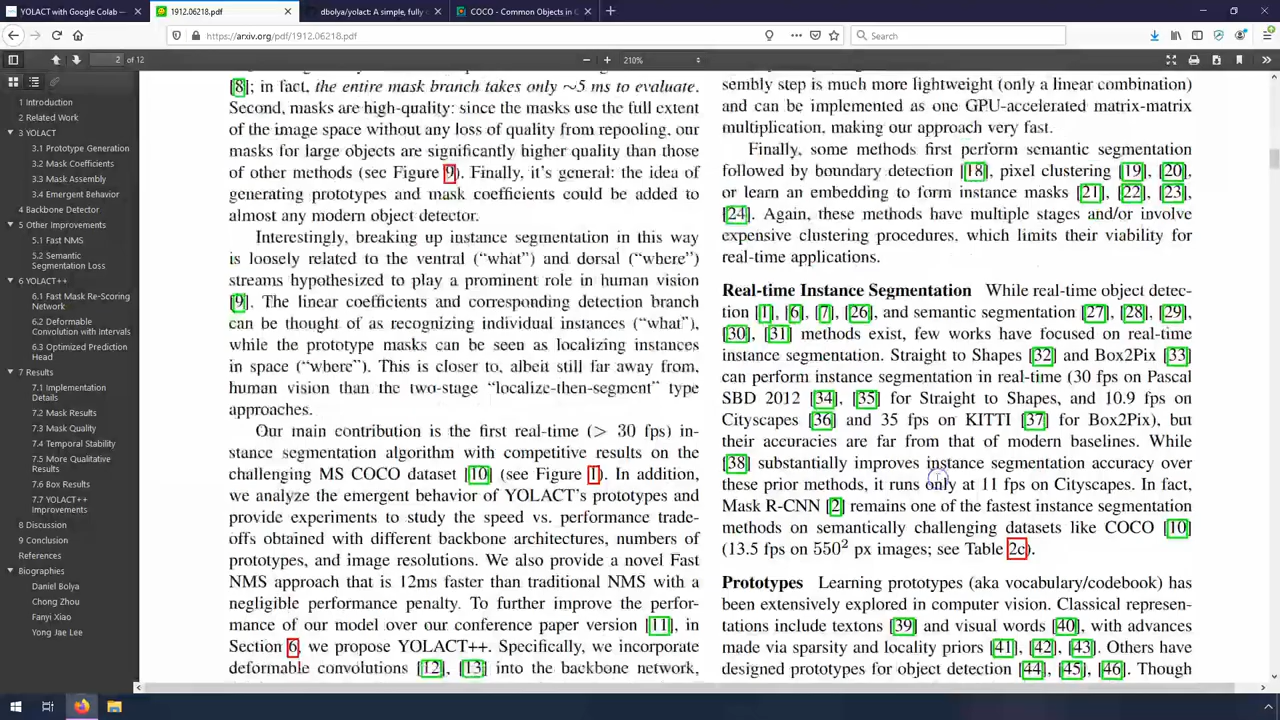 YOLACT with Google Colab —
1912.06218.pdf
dbolya/yolact: A simple, fully c
COCO - Common Objects in C
https://arxiv.org/pdf/1912.06218.pdf
Search
2 of 12
210%
1 Introduction
2 Related Work
3 YOLACT
3.1 Prototype Generation
3.2 Mask Coefficients
3.3 Mask Assembly
3.4 Emergent Behavior
4 Backbone Detector
5 Other Improvements
5.1 Fast NMS
5.2 Semantic
Segmentation Loss
6 YOLACT++
6.1 Fast Mask Re-Scoring
Network
6.2 Deformable
Convolution with Intervals
6.3 Optimized Prediction
Head
7 Results
7.1 Implementation
Details
7.2 Mask Results
7.3 Mask Quality
7.4 Temporal Stability
7.5 More Qualitative
Results
7.6 Box Results
7.7 YOLACT++
Improvements
8 Discussion
9 Conclusion
References
Biographies
Daniel Bolya
Chong Zhou
Fanyi Xiao
Yong Jae Lee
[8]; in fact, the entire mask branch takes only ~5 ms to evaluate.
Second, masks are high-quality: since the masks use the full extent
of the image space without any loss of quality from repooling, our
masks for large objects are significantly higher quality than those
of other methods (see Figure 9). Finally, it's general: the idea of
generating prototypes and mask coefficients could be added to
almost any modern object detector.
Interestingly, breaking up instance segmentation in this way
is loosely related to the ventral (“what”) and dorsal (“where”)
streams hypothesized to play a prominent role in human vision
[9]. The linear coefficients and corresponding detection branch
can be thought of as recognizing individual instances (“what”),
while the prototype masks can be seen as localizing instances
in space (“where”). This is closer to, albeit still far away from,
human vision than the two-stage “localize-then-segment” type
approaches.
Our main contribution is the first real-time (> 30 fps) in-
stance segmentation algorithm with competitive results on the
challenging MS COCO dataset [10] (see Figure 1). In addition,
we analyze the emergent behavior of YOLACT's prototypes and
provide experiments to study the speed vs. performance trade-
offs obtained with different backbone architectures, numbers of
prototypes, and image resolutions. We also provide a novel Fast
NMS approach that is 12ms faster than traditional NMS with a
negligible performance penalty. To further improve the perfor-
mance of our model over our conference paper version [11], in
Section 6, we propose YOLACT++. Specifically, we incorporate
deformable convolutions [12], [13] into the backbone network,
sembly step is much more lightweight (only a linear combination)
and can be implemented as one GPU-accelerated matrix-matrix
multiplication, making our approach very fast.
Finally, some methods first perform semantic segmentation
followed by boundary detection [18], pixel clustering [19], [20],
or learn an embedding to form instance masks [21], [22], [23],
[24]. Again, these methods have multiple stages and/or involve
expensive clustering procedures, which limits their viability for
real-time applications.
Real-time Instance Segmentation While real-time object detec-
tion [1], [6], [7], [26], and semantic segmentation [27], [28], [29],
[30], [31] methods exist, few works have focused on real-time
instance segmentation. Straight to Shapes [32] and Box2Pix [33]
can perform instance segmentation in real-time (30 fps on Pascal
SBD 2012 [34], [35] for Straight to Shapes, and 10.9 fps on
Cityscapes [36] and 35 fps on KITTI [37] for Box2Pix), but
their accuracies are far from that of modern baselines. While
[38] substantially improves instance segmentation accuracy over
these prior methods, it runs only at 11 fps on Cityscapes. In fact,
Mask R-CNN [2] remains one of the fastest instance segmentation
methods on semantically challenging datasets like COCO [10]
(13.5 fps on 550² px images; see Table 2c).
Prototypes Learning prototypes (aka vocabulary/codebook) has
been extensively explored in computer vision. Classical represen-
tations include textons [39] and visual words [40], with advances
made via sparsity and locality priors [41], [42], [43]. Others have
designed prototypes for object detection [44], [45], [46]. Though